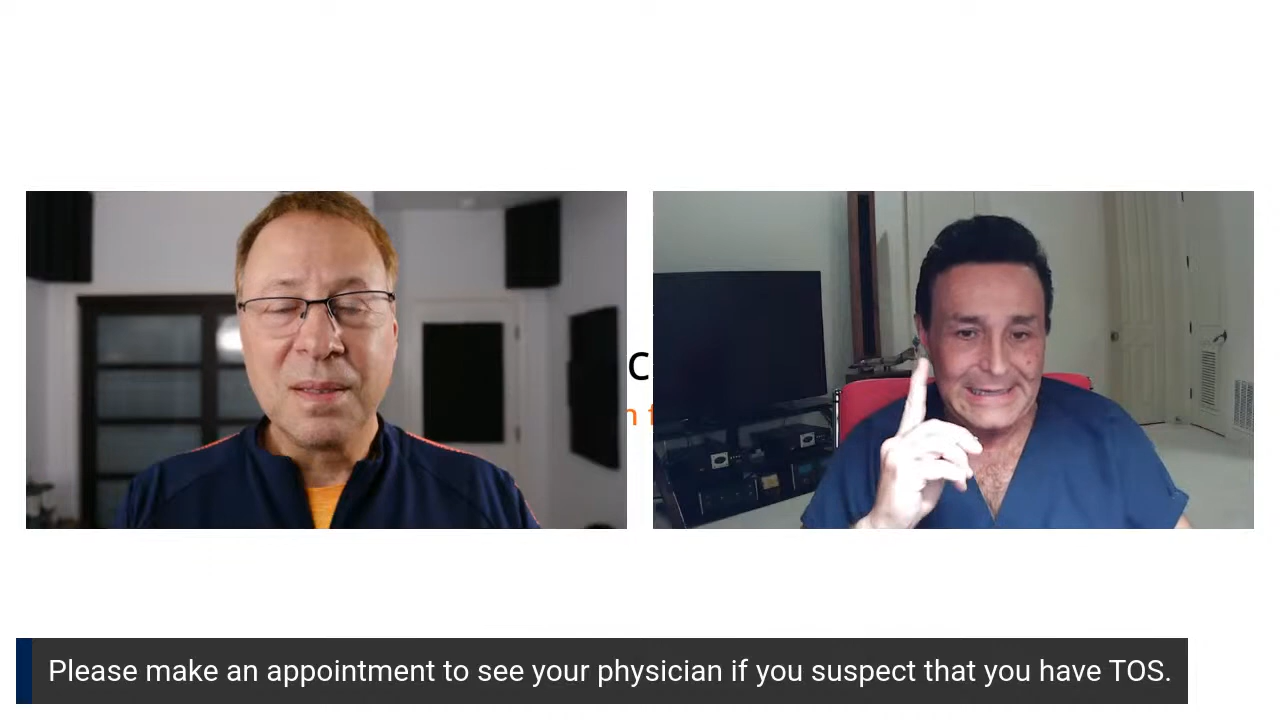 C
n f
Please make an appointment to see your physician if you suspect that you have TOS.